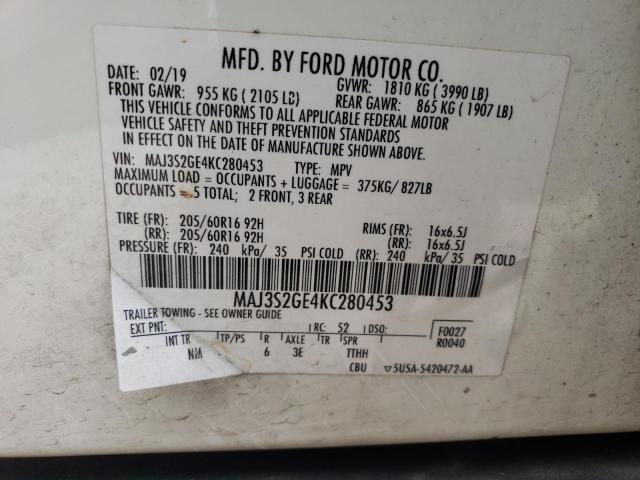 MFD. BY FORD MOTOR CO.
DATE: 02/19 GVWR: 1810 KG ( 3990 LB)
FRONT GAWR: 955 KG ( 2105 LB) REAR GAWR: 865 KG ( 1907 LB)
THIS VEHICLE CONFORMS TO ALL APPLICABLE FEDERAL MOTOR
VEHICLE SAFETY AND THEFT PREVENTION STANDARDS
IN EFFECT ON THE DATE OF MANUFACTURE SHOWN ABOVE.
VIN: MAJ3S2GE4KC280453 TYPE: MPV
MAXIMUM LOAD = OCCUPANTS + LUGGAGE = 375KG/ 827LB
OCCUPANTS = 5 TOTAL; 2 FRONT, 3 REAR
TIRE (FR): 205/60R16 92H RIMS (FR): 16x6.5J
(RR): 205/60R16 92H (RR): 16x6.5J
PRESSURE (FR): 240 kPa/ 35 PSI COLD (RR): 240 kPa/ 35 PSI COLD
MAJ3S2GE4KC280453
TRAILER TOWING - SEE OWNER GUIDE
EXT PNT: RC: 52 DSO: F0027
R0040
INT TR TP/PS R AXLE TR SPR
NM 6 3E TTHH
CBU ▽5U5A-S420472-AA